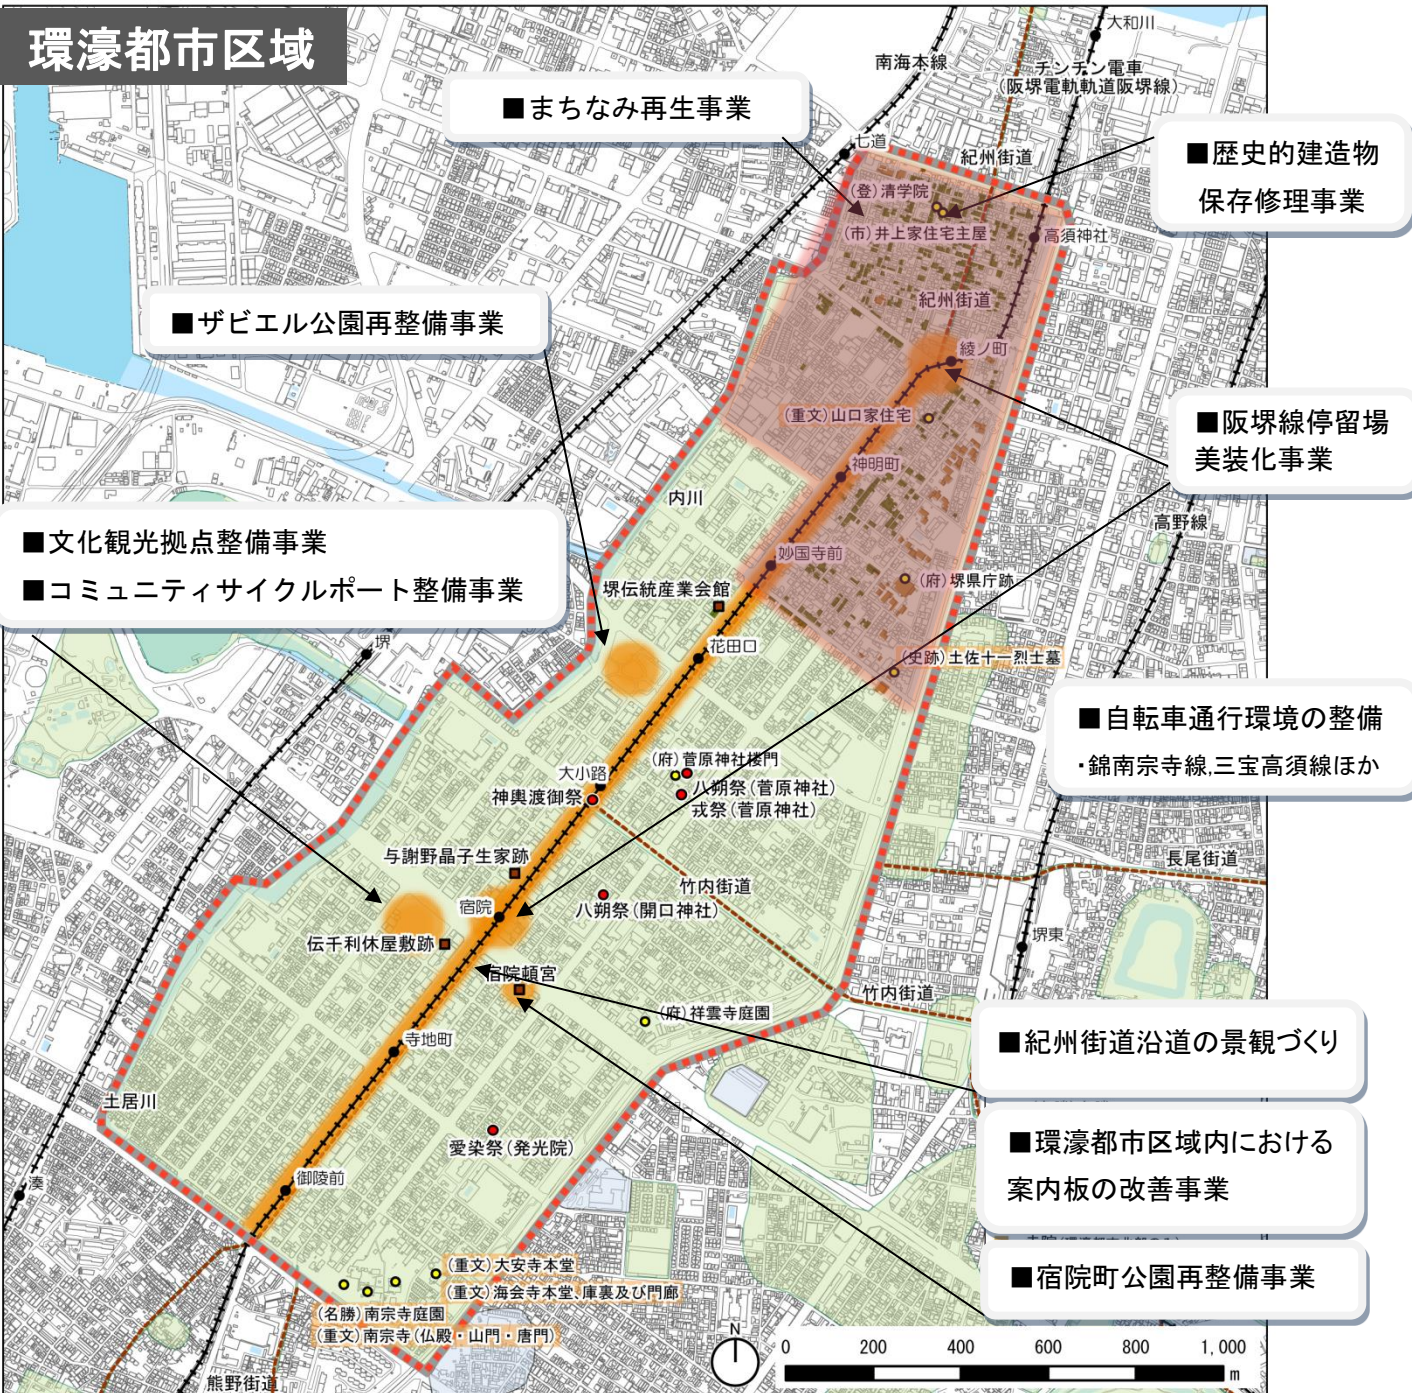 環濠都市区域
大和川
南海本線
チンチン電車
(阪堺電軌軌道阪堺線)
■まちなみ再生事業
七道
紀州街道
■歴史的建造物
保存修理事業
(登)清学院
(市)井上家住宅主屋
高須神社
紀州街道
■ザビエル公園再整備事業
綾ノ町
(重文)山口家住宅
■阪堺線停留場
美装化事業
神明町
内川
高野線
■文化観光拠点整備事業
■コミュニティサイクルポート整備事業
妙国寺前
(府)堺県庁跡
堺伝統産業会館
堺
花田口
(史跡)土佐十一烈士墓
■自転車通行環境の整備
・錦南宗寺線,三宝高須線ほか
(府)菅原神社楼門
大小路
八朔祭(菅原神社)
神輿渡御祭
戎祭(菅原神社)
与謝野晶子生家跡
長尾街道
竹内街道
宿院
八朔祭(開口神社)
伝千利休屋敷跡
堺東
宿院頓宮
竹内街道
(府)祥雲寺庭園
■紀州街道沿道の景観づくり
寺地町
土居川
■環濠都市区域内における
案内板の改善事業
愛染祭(発光院)
御陵前
湊
■宿院町公園再整備事業
(重文)大安寺本堂
(重文)海会寺本堂、庫裏及び門廊
(名勝)南宗寺庭園
(重文)南宗寺(仏殿・山門・唐門)
N
0 200 400 600 800 1,000
m
熊野街道